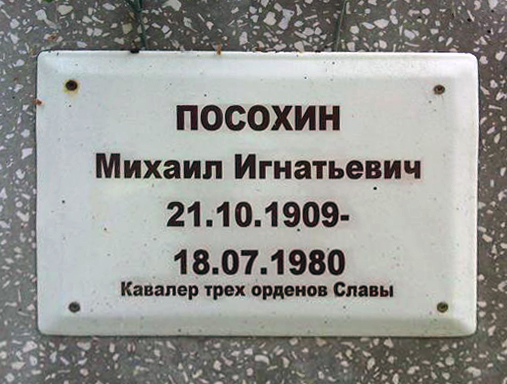 ПОСОХИН
Михаил Игнатьевич
21.10.1909-
18.07.1980
Кавалер трех орденов Славы